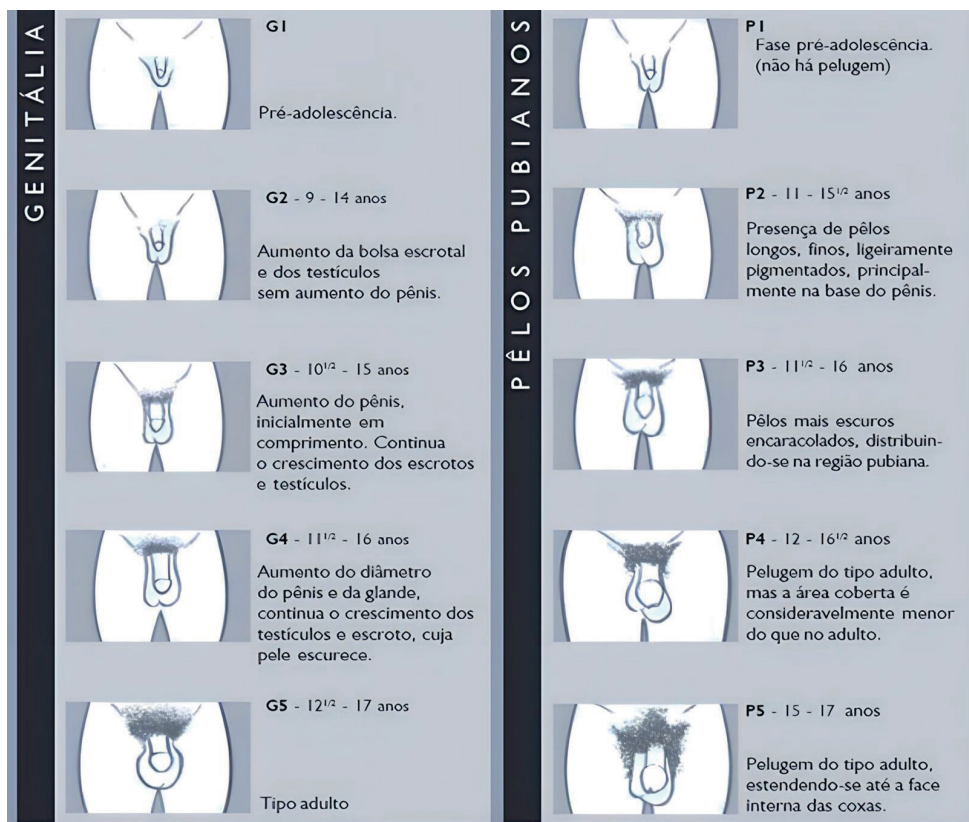 GENITÁLIA
G1
Pré-adolescência.
G2 - 9 - 14 anos
Aumento da bolsa escrotal
e dos testículos
sem aumento do pênis.
G3 - 10 1/2 - 15 anos
Aumento do pênis,
inicialmente em
comprimento. Continua
o crescimento dos escrotos
e testículos.
G4 - 11 1/2 - 16 anos
Aumento do diâmetro
do pênis e da glande,
continua o crescimento dos
testículos e escroto, cuja
pele escurece.
G5 - 12 1/2 - 17 anos
Tipo adulto
PÊLOS PUBIANOS
P1
Fase pré-adolescência.
(não há pelugem)
P2 - 11 - 15 1/2 anos
Presença de pêlos
longos, finos, ligeiramente
pigmentados, principal-
mente na base do pênis.
P3 - 11 1/2 - 16 anos
Pêlos mais escuros
encaracolados, distribuin-
do-se na região pubiana.
P4 - 12 - 16 1/2 anos
Pelugem do tipo adulto,
mas a área coberta é
consideravelmente menor
do que no adulto.
P5 - 15 - 17 anos
Pelugem do tipo adulto,
estendendo-se até a face
interna das coxas.